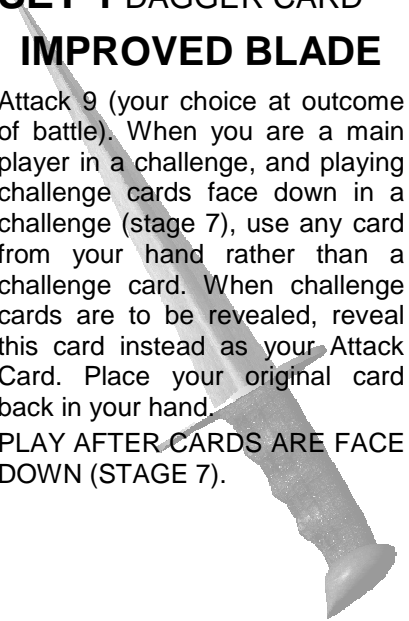 SET 1 DAGGER CARD
IMPROVED BLADE
Attack 9 (your choice at outcome
of battle). When you are a main
player in a challenge, and playing
challenge cards face down in a
challenge (stage 7), use any card
from your hand rather than a
challenge card. When challenge
cards are to be revealed, reveal
this card instead as your Attack
Card. Place your original card
back in your hand.
PLAY AFTER CARDS ARE FACE
DOWN (STAGE 7).